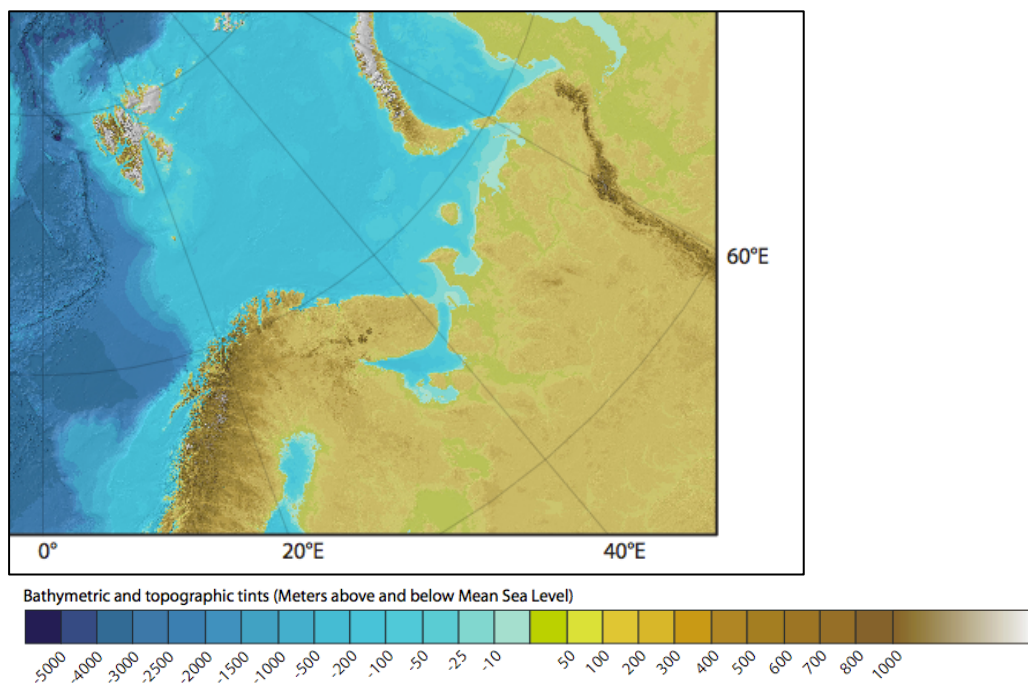 60°E
0° 20°E 40°E
Bathymetric and topographic tints (Meters above and below Mean Sea Level)
-5000 -4000 -3000 -2500 -2000 -1500 -1000 -500 -200 -100 -50 -25 -10 50 100 200 300 400 500 600 700 800 1000